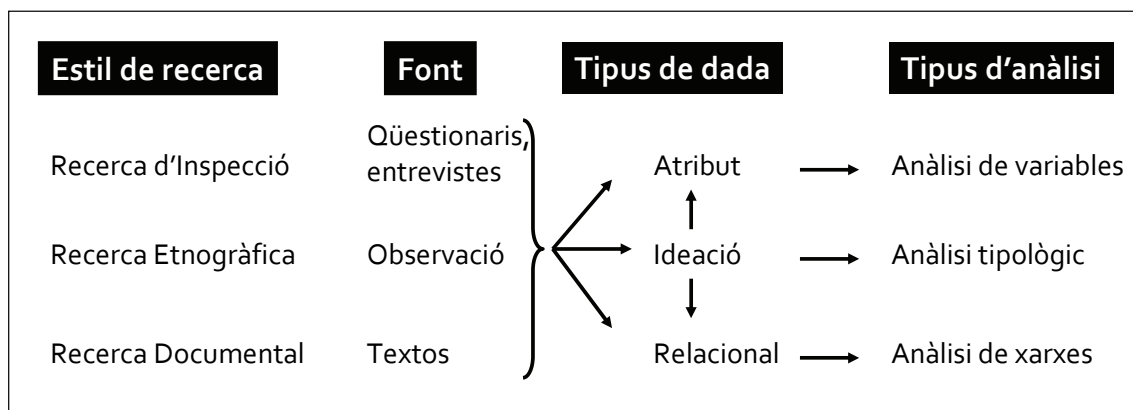 Estil de recerca
Font
Tipus de dada
Tipus d'anàlisi
Recerca d'Inspecció
Qüestionaris,
entrevistes
Atribut
Anàlisi de variables
Recerca Etnogràfica
Observació
Ideació
Anàlisi tipològic
Recerca Documental
Textos
Relacional
Anàlisi de xarxes